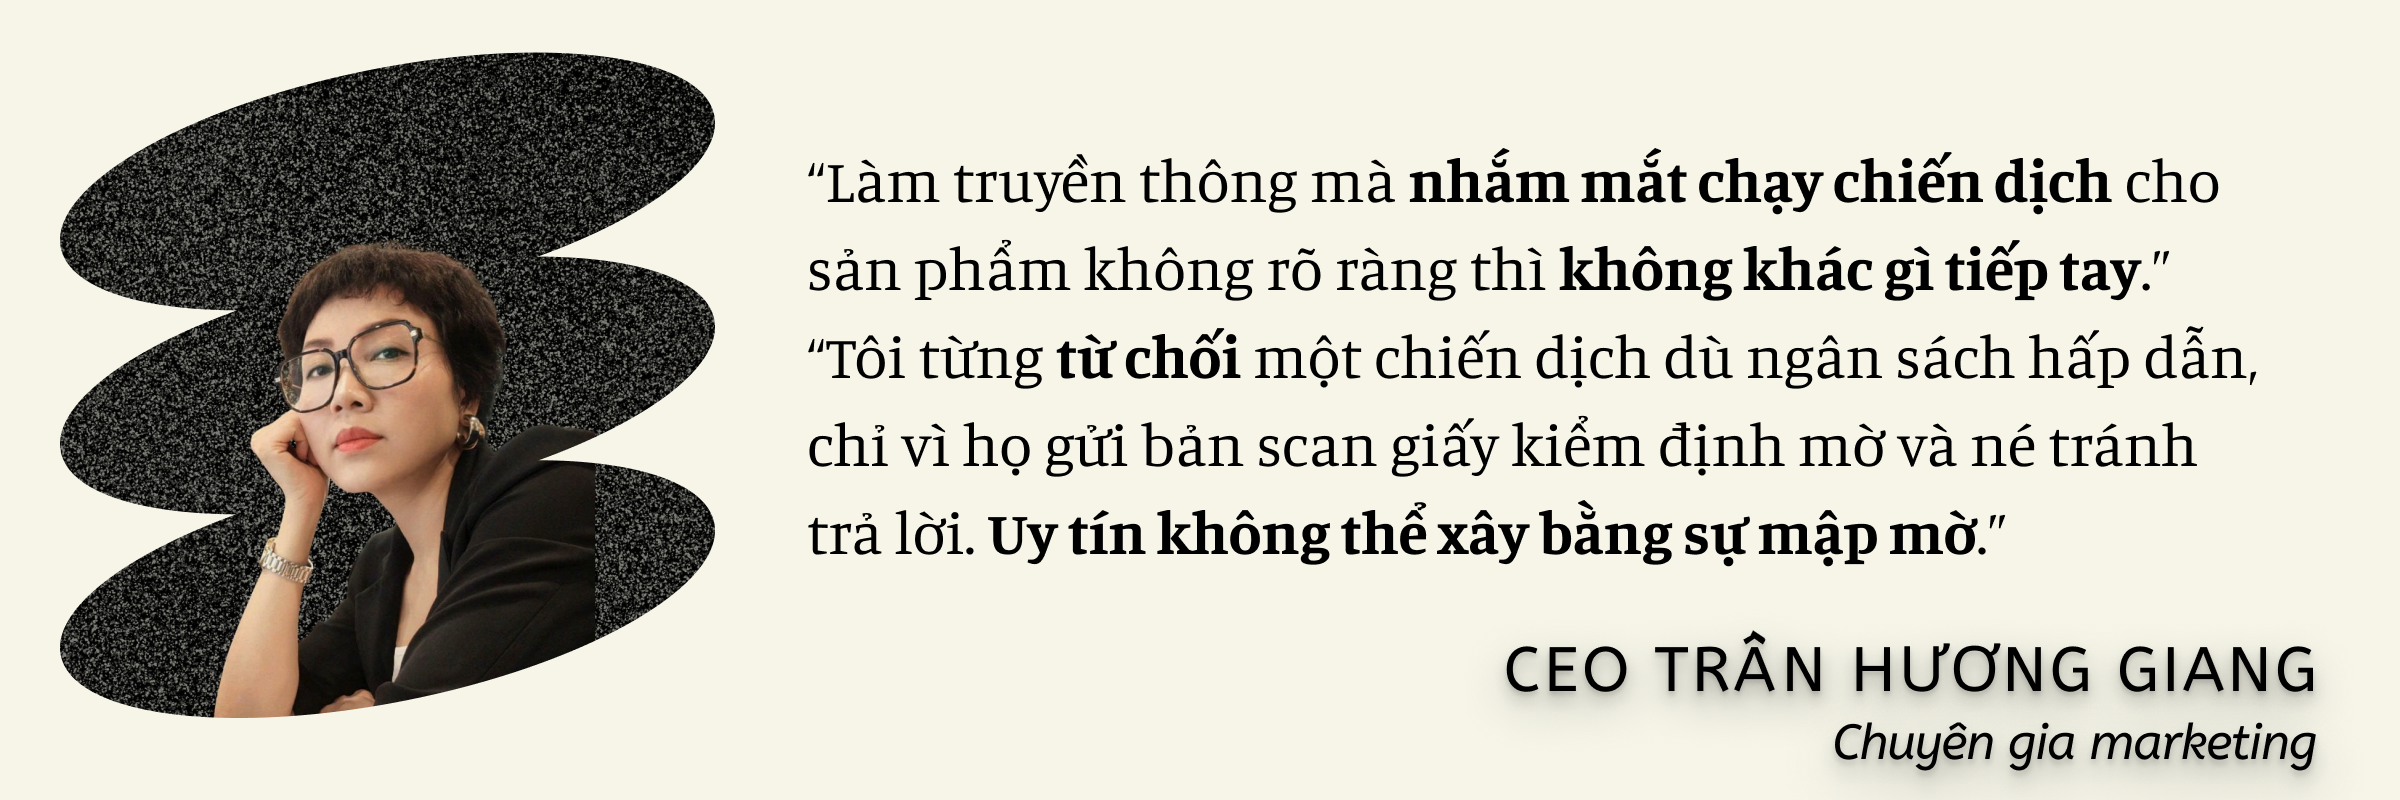 “Làm truyền thông mà nhắm mắt chạy chiến dịch cho
sản phẩm không rõ ràng thì không khác gì tiếp tay.”
“Tôi từng từ chối một chiến dịch dù ngân sách hấp dẫn,
chỉ vì họ gửi bản scan giấy kiểm định mờ và né tránh
trả lời. Uy tín không thể xây bằng sự mập mờ.”
CEO TRÂN HƯƠNG GIANG
Chuyên gia marketing